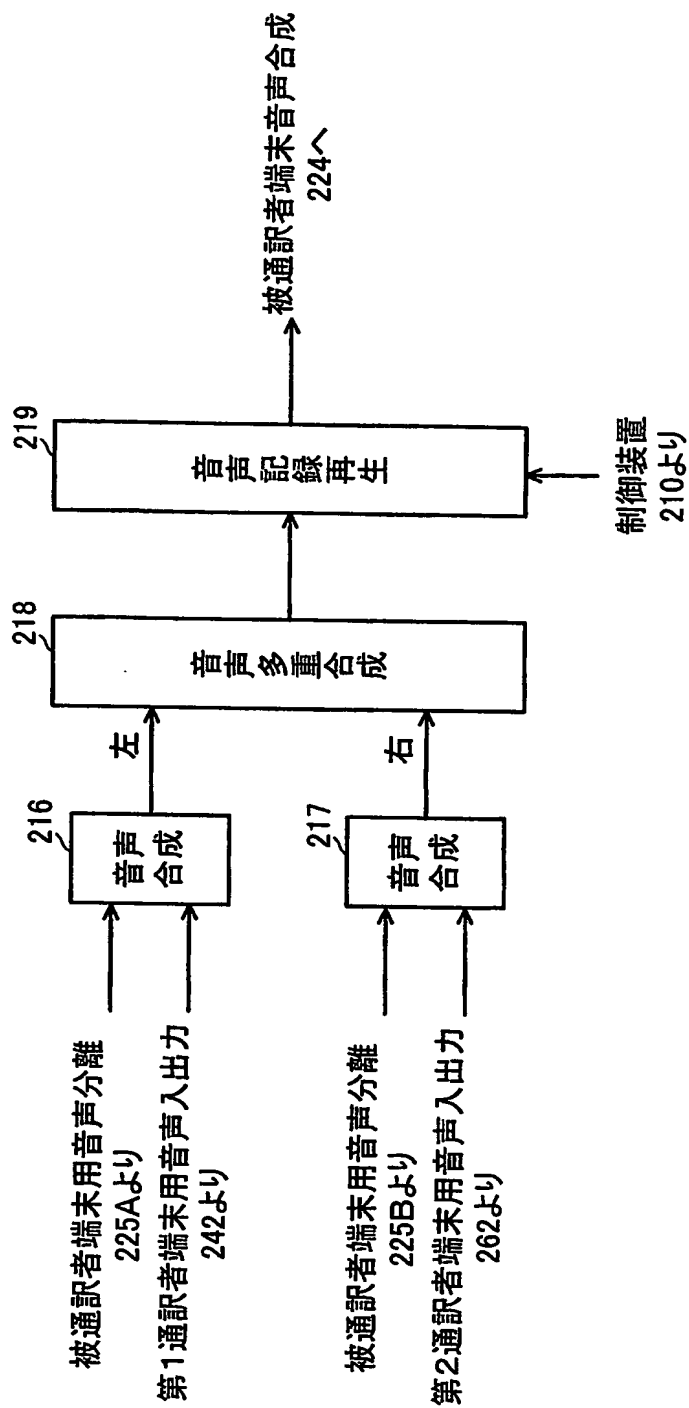 被通訳者端末用音声分離
225Aより
第1通訳者端末用音声入出力
242より
216
音声
合成
左
被通訳者端末用音声分離
225Bより
第2通訳者端末用音声入出力
262より
217
音声
合成
右
218
音声多重合成
219
音声記録再生
制御装置
210より
被通訳者端末音声合成
224へ